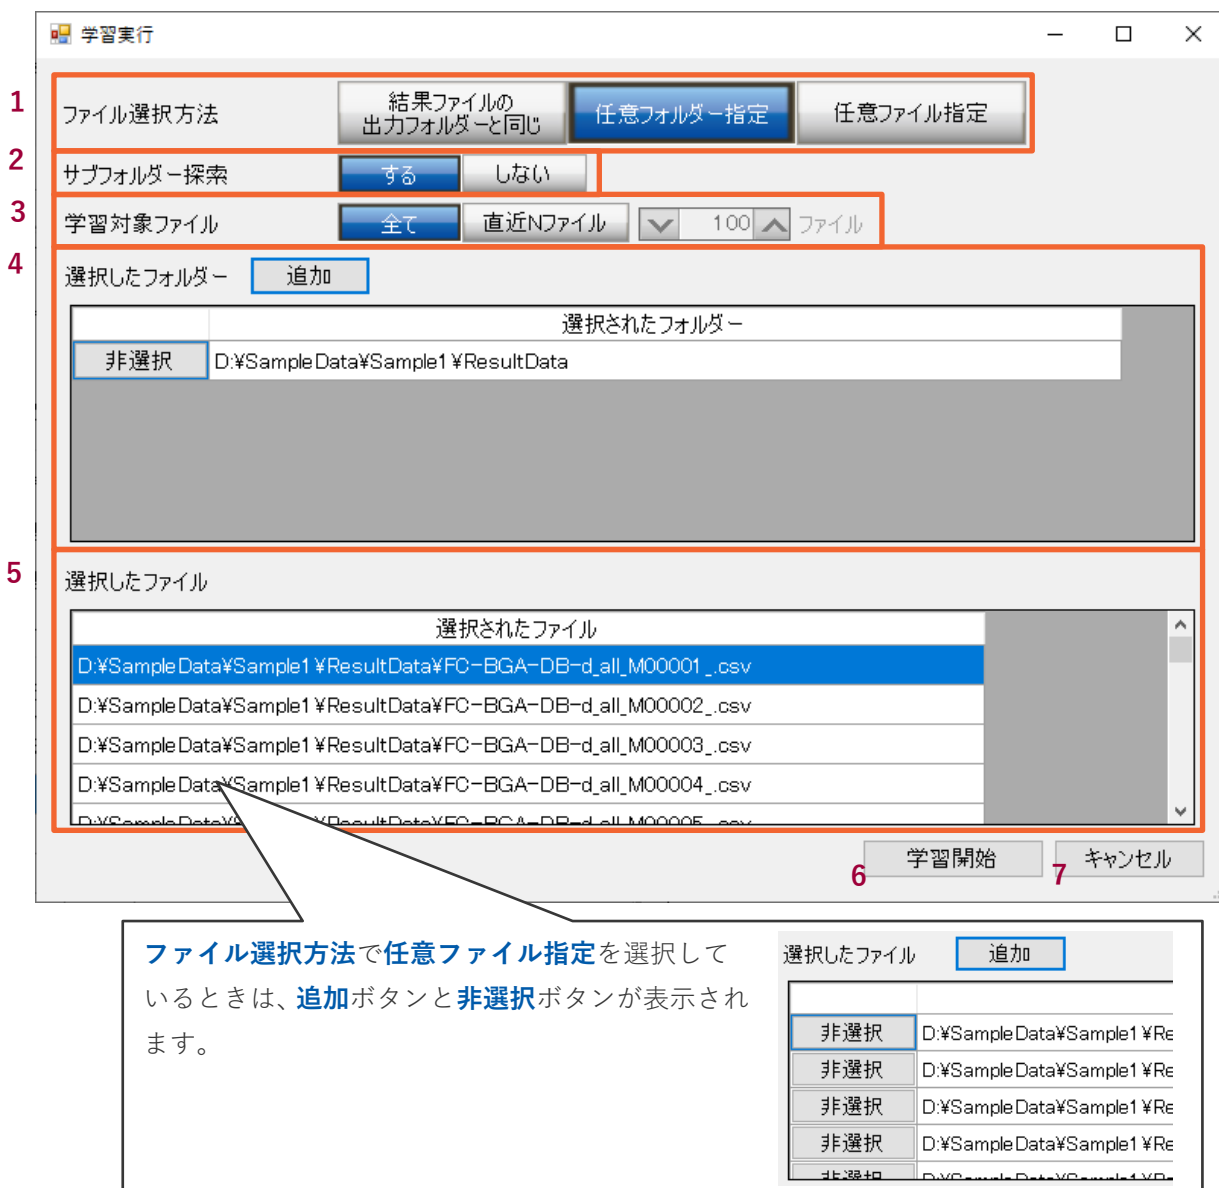 学習実行
1
ファイル選択方法
結果ファイルの
出力フォルダーと同じ
任意フォルダー指定
任意ファイル指定
2
サブフォルダー探索
する
しない
3
学習対象ファイル
全て
直近Nファイル
100
ファイル
4
選択したフォルダー
追加
選択されたフォルダー
非選択
D:¥SampleData¥Sample1¥ResultData
5
選択したファイル
選択されたファイル
D:¥SampleData¥Sample1¥ResultData¥FC-BGA-DB-d_all_M00001_.csv
D:¥SampleData¥Sample1¥ResultData¥FC-BGA-DB-d_all_M00002_.csv
D:¥SampleData¥Sample1¥ResultData¥FC-BGA-DB-d_all_M00003_.csv
D:¥SampleData¥Sample1¥ResultData¥FC-BGA-DB-d_all_M00004_.csv
6
学習開始
7
キャンセル
ファイル選択方法で任意ファイル指定を選択して
いるときは、追加ボタンと非選択ボタンが表示され
ます。
選択したファイル
追加
非選択
D:¥SampleData¥Sample1¥Re
非選択
D:¥SampleData¥Sample1¥Re
非選択
D:¥SampleData¥Sample1¥Re
非選択
D:¥SampleData¥Sample1¥Re